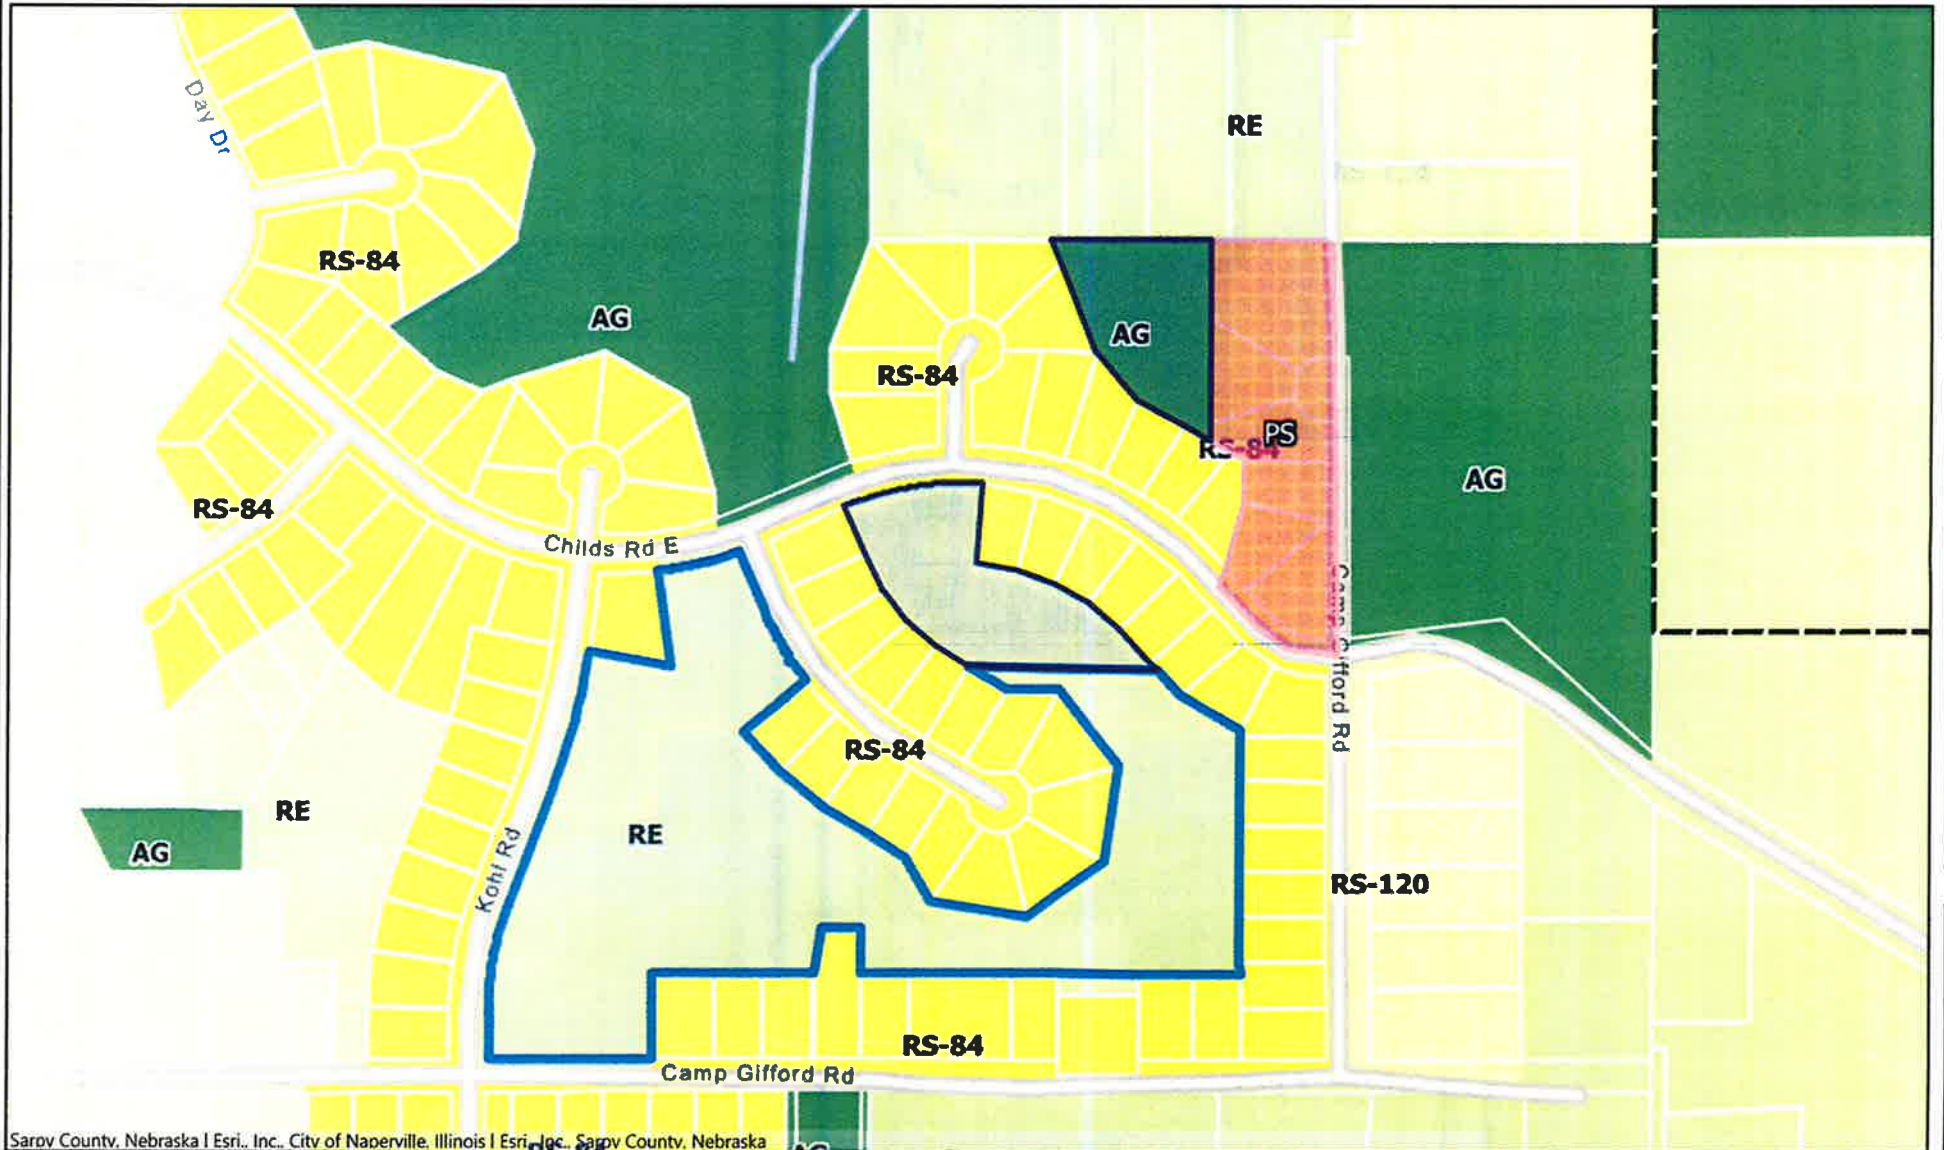 Day Dr
RE
RS-84
AG
AG
RS-84
PS
RS-84
AG
RS-84
Childs Rd E
Camp Gifford Rd
RS-84
RE
RE
AG
Kohl Rd
RS-120
RS-84
Camp Gifford Rd
Sarpy County, Nebraska | Esri., Inc., City of Naperville, Illinois | Esri, Inc., Sarpy County, Nebraska
AG